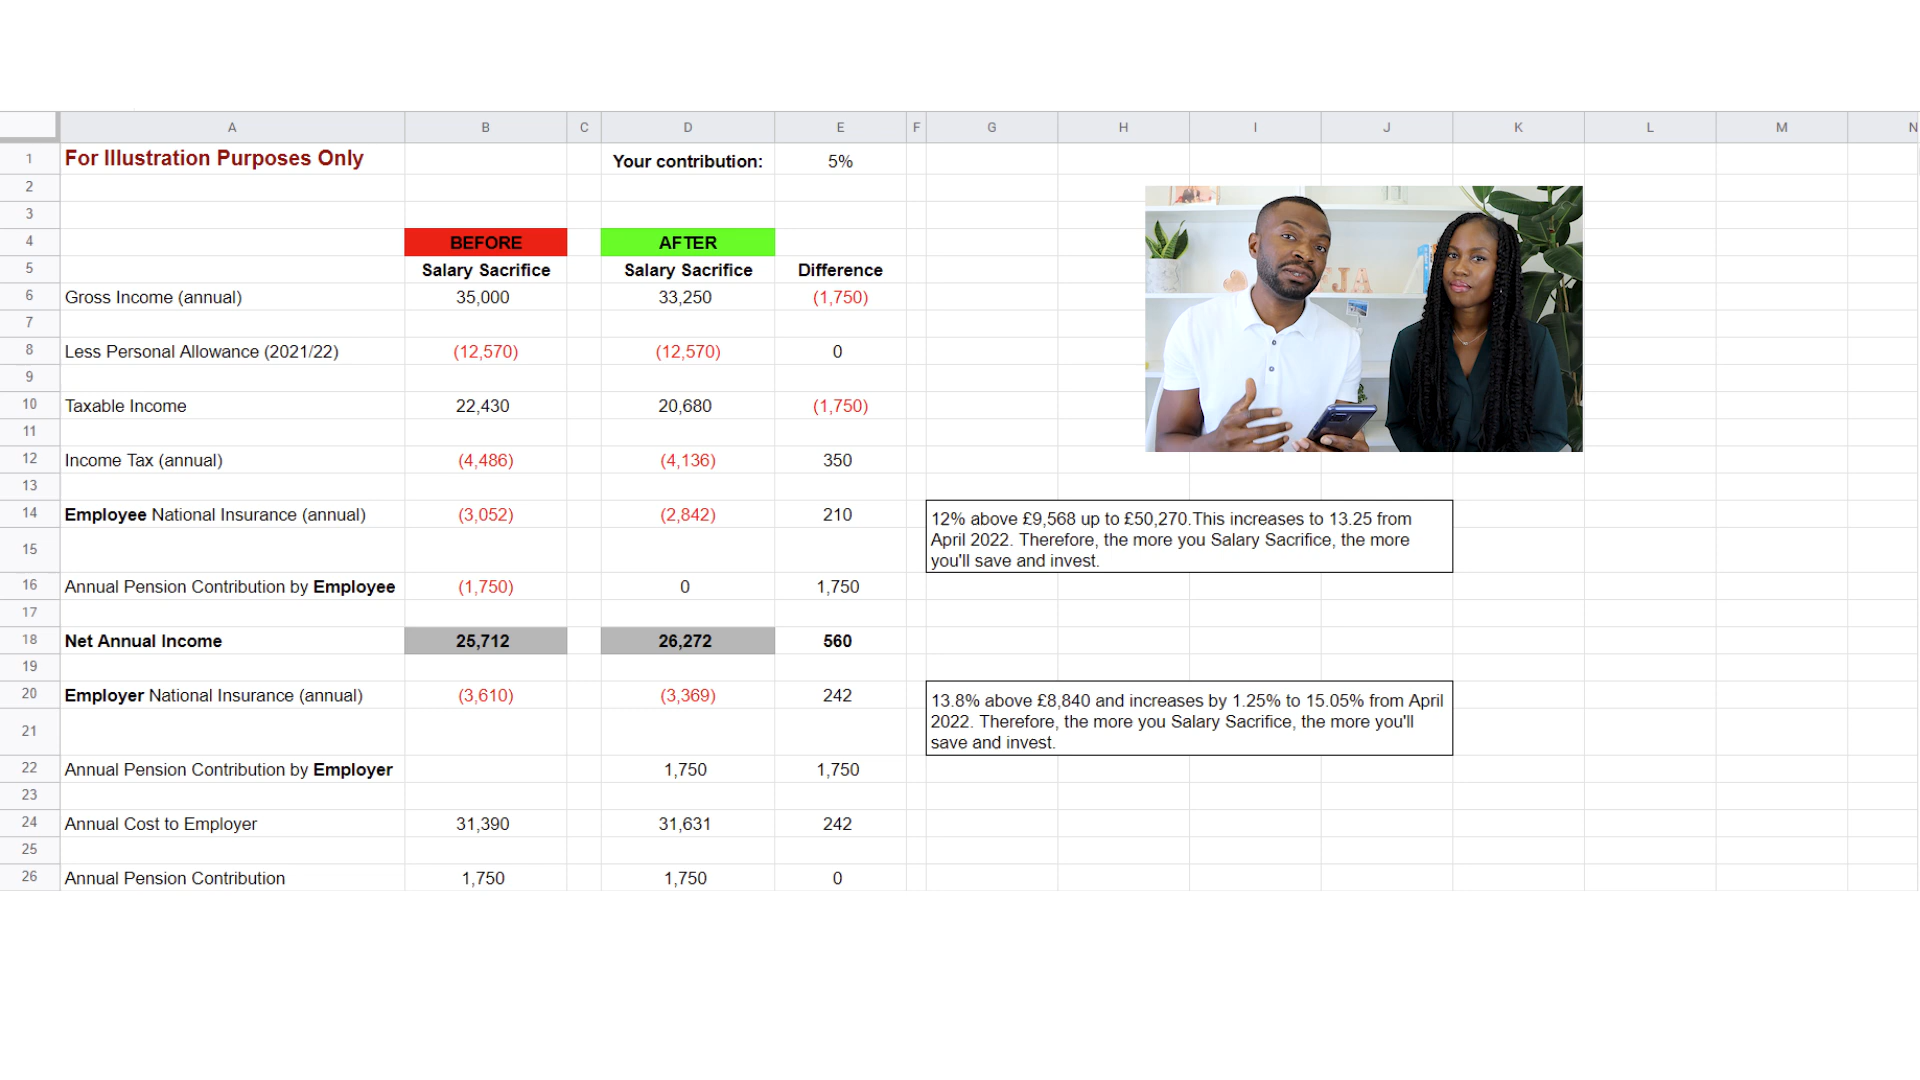 A B C D E F G H I J K L M N
1 For Illustration Purposes Only Your contribution: 5%
2
3
4 BEFORE AFTER
5 Salary Sacrifice Salary Sacrifice Difference
6 Gross Income (annual) 35,000 33,250 (1,750)
7
8 Less Personal Allowance (2021/22) (12,570) (12,570) 0
9
10 Taxable Income 22,430 20,680 (1,750)
11
12 Income Tax (annual) (4,486) (4,136) 350
13
14 Employee National Insurance (annual) (3,052) (2,842) 210
12% above £9,568 up to £50,270.This increases to 13.25 from
April 2022. Therefore, the more you Salary Sacrifice, the more
you'll save and invest.
15
16 Annual Pension Contribution by Employee (1,750) 0 1,750
17
18 Net Annual Income 25,712 26,272 560
19
20 Employer National Insurance (annual) (3,610) (3,369) 242
13.8% above £8,840 and increases by 1.25% to 15.05% from April
2022. Therefore, the more you Salary Sacrifice, the more you'll
save and invest.
21
22 Annual Pension Contribution by Employer 1,750 1,750
23
24 Annual Cost to Employer 31,390 31,631 242
25
26 Annual Pension Contribution 1,750 1,750 0